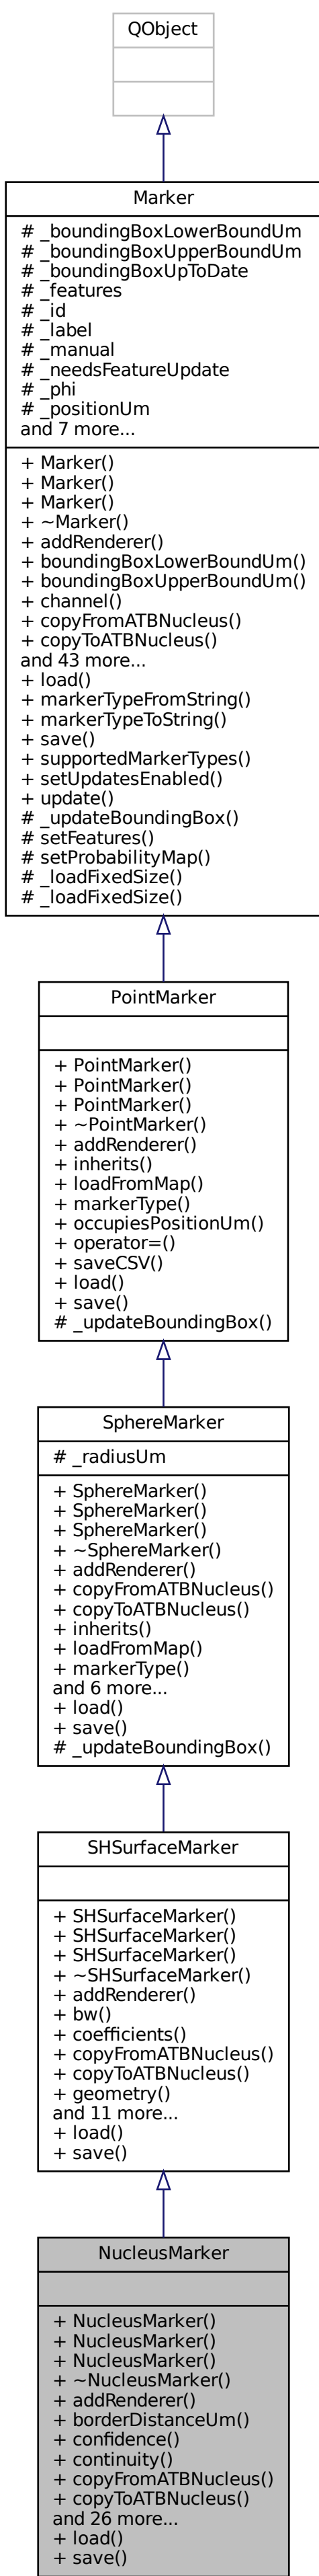 QObject
Marker
# _boundingBoxLowerBoundUm
# _boundingBoxUpperBoundUm
# _boundingBoxUpToDate
# _features
# _id
# _label
# _manual
# _needsFeatureUpdate
# _phi
# _positionUm
and 7 more...
+ Marker()
+ Marker()
+ Marker()
+ ~Marker()
+ addRenderer()
+ boundingBoxLowerBoundUm()
+ boundingBoxUpperBoundUm()
+ channel()
+ copyFromATBNucleus()
+ copyToATBNucleus()
and 43 more...
+ load()
+ markerTypeFromString()
+ markerTypeToString()
+ save()
+ supportedMarkerTypes()
+ setUpdatesEnabled()
+ update()
# _updateBoundingBox()
# setFeatures()
# setProbabilityMap()
# _loadFixedSize()
# _loadFixedSize()
PointMarker
+ PointMarker()
+ PointMarker()
+ PointMarker()
+ ~PointMarker()
+ addRenderer()
+ inherits()
+ loadFromMap()
+ markerType()
+ occupiesPositionUm()
+ operator=()
+ saveCSV()
+ load()
+ save()
# _updateBoundingBox()
SphereMarker
# _radiusUm
+ SphereMarker()
+ SphereMarker()
+ SphereMarker()
+ ~SphereMarker()
+ addRenderer()
+ copyFromATBNucleus()
+ copyToATBNucleus()
+ inherits()
+ loadFromMap()
+ markerType()
and 6 more...
+ load()
+ save()
# _updateBoundingBox()
SHSurfaceMarker
+ SHSurfaceMarker()
+ SHSurfaceMarker()
+ SHSurfaceMarker()
+ ~SHSurfaceMarker()
+ addRenderer()
+ bw()
+ coefficients()
+ copyFromATBNucleus()
+ copyToATBNucleus()
+ geometry()
and 11 more...
+ load()
+ save()
NucleusMarker
+ NucleusMarker()
+ NucleusMarker()
+ NucleusMarker()
+ ~NucleusMarker()
+ addRenderer()
+ borderDistanceUm()
+ confidence()
+ continuity()
+ copyFromATBNucleus()
+ copyToATBNucleus()
and 26 more...
+ load()
+ save()